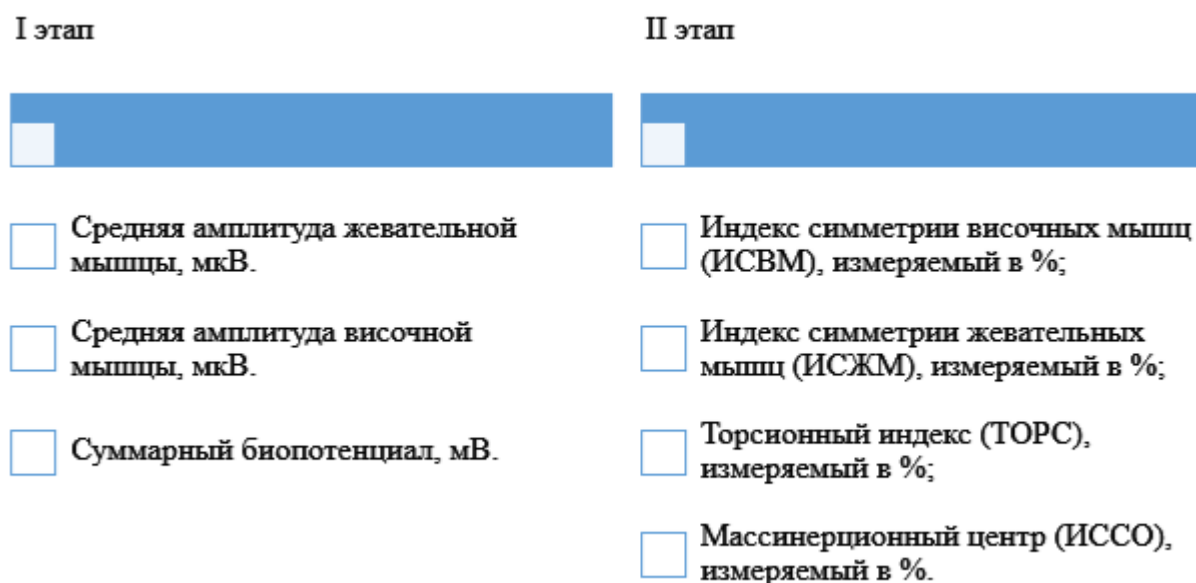 I этап
Средняя амплитуда жевательной
мышцы, мкВ.
Средняя амплитуда височной
мышцы, мкВ.
Суммарный биопотенциал, мВ.
II этап
Индекс симметрии височных мышц
(ИСВМ), измеряемый в %;
Индекс симметрии жевательных
мышц (ИСЖМ), измеряемый в %;
Торсионный индекс (ТОРС),
измеряемый в %;
Массинерционный центр (ИССО),
измеряемый в %.